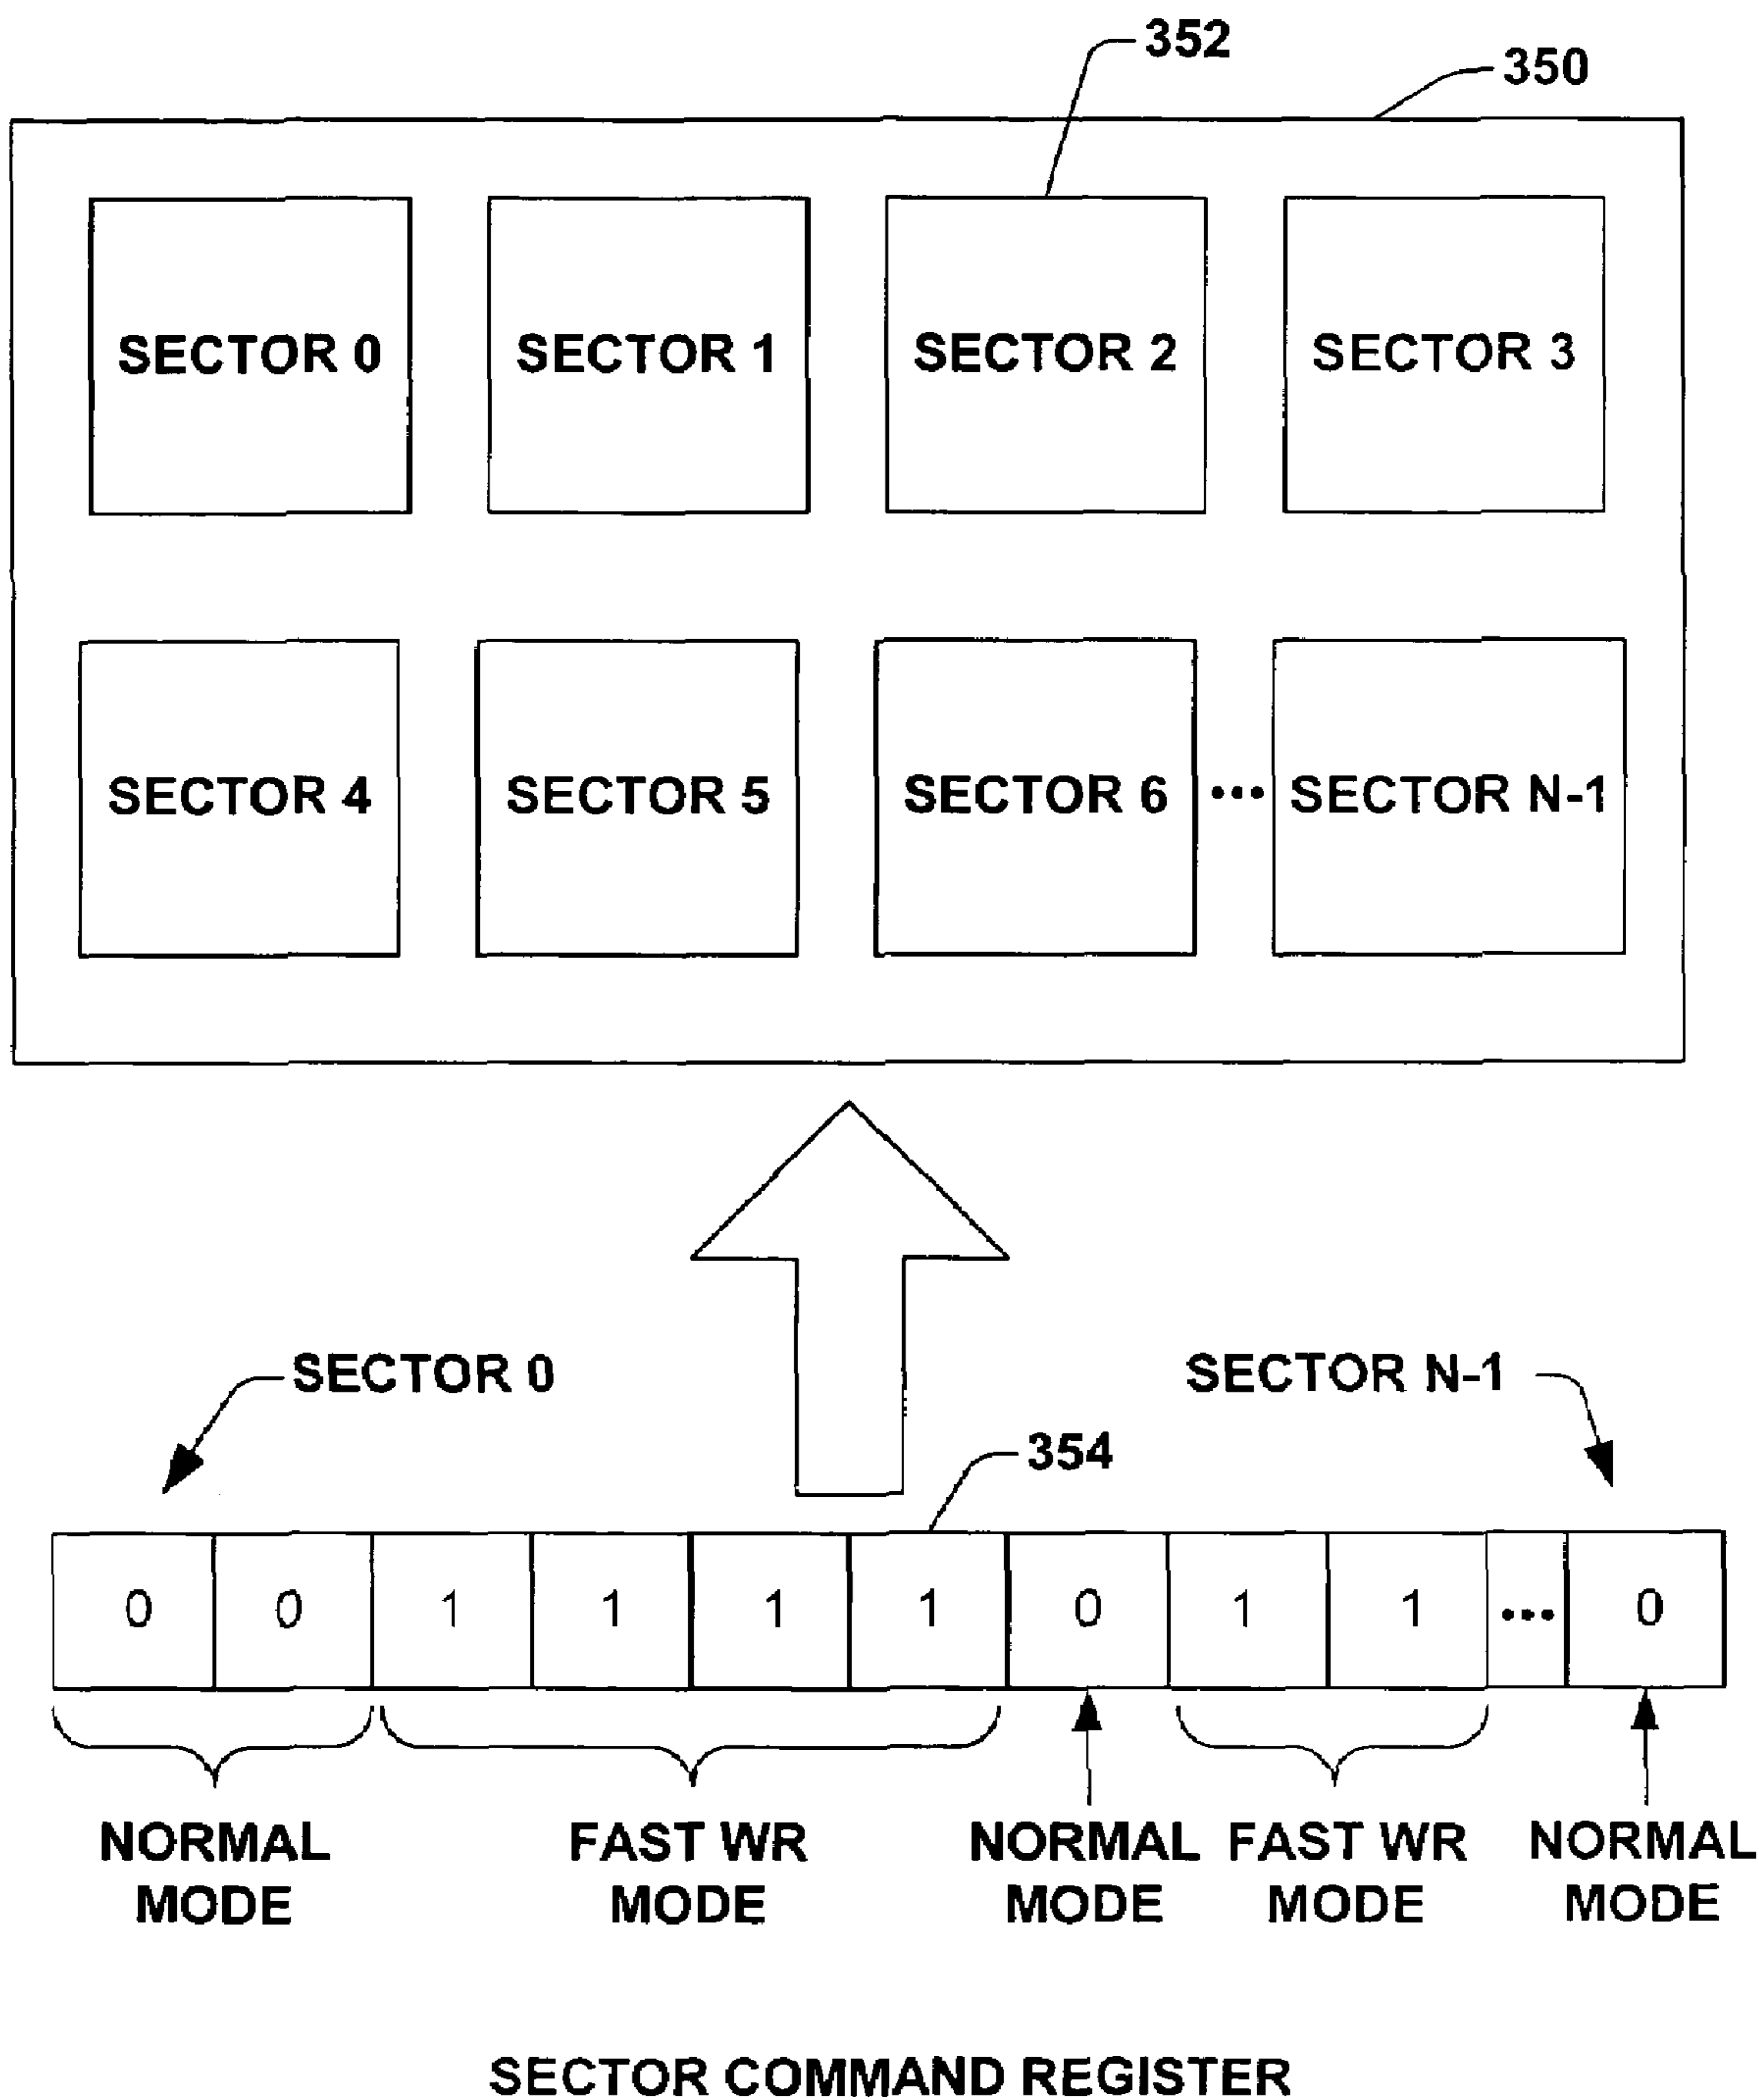 352
350
SECTOR 0 SECTOR 1 SECTOR 2 SECTOR 3
SECTOR 4 SECTOR 5 SECTOR 6 ••• SECTOR N-1
SECTOR 0 SECTOR N-1
354
0 0 1 1 1 1 0 1 1 ••• 0
NORMAL MODE FAST WR MODE NORMAL MODE FAST WR MODE NORMAL MODE
SECTOR COMMAND REGISTER